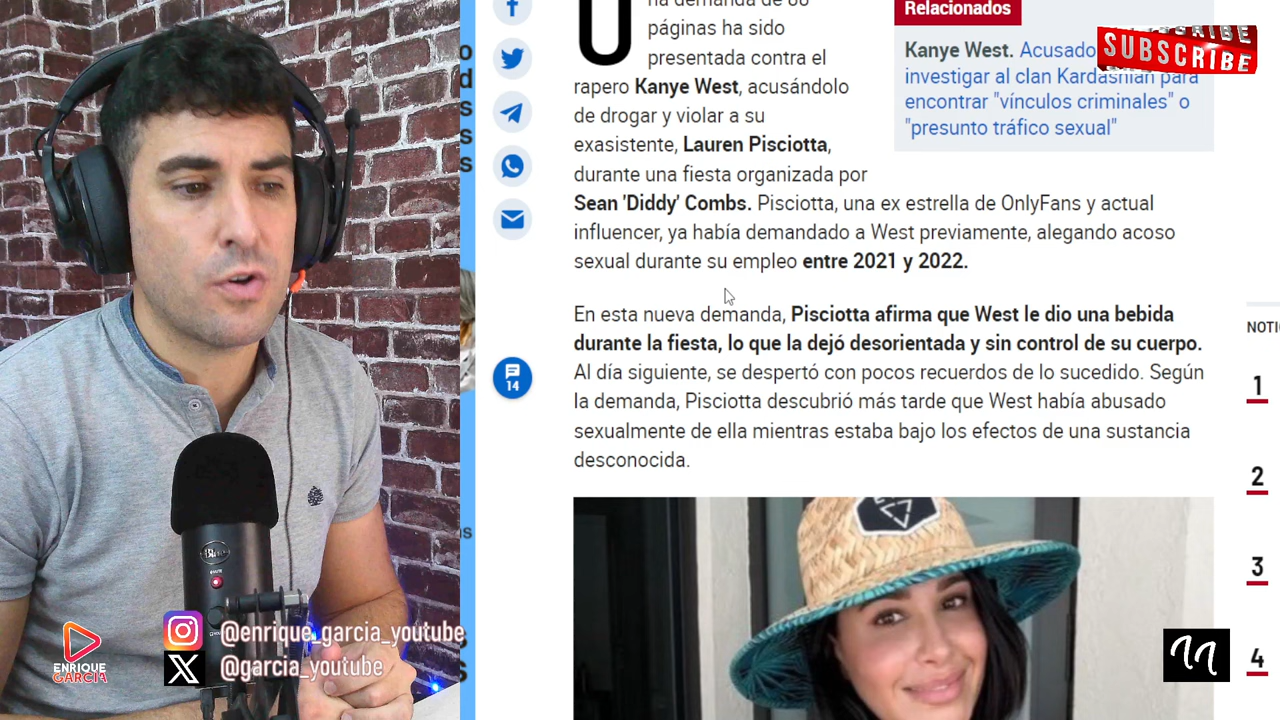 na demanda de 88
páginas ha sido
presentada contra el
U
rapero Kanye West, acusándolo
de drogar y violar a su
exasistente, Lauren Pisciotta,
durante una fiesta organizada por
Sean 'Diddy' Combs. Pisciotta, una ex estrella de OnlyFans y actual
influencer, ya había demandado a West previamente, alegando acoso
sexual durante su empleo entre 2021 y 2022.
En esta nueva demanda, Pisciotta afirma que West le dio una bebida
durante la fiesta, lo que la dejó desorientada y sin control de su cuerpo.
Al día siguiente, se despertó con pocos recuerdos de lo sucedido. Según
la demanda, Pisciotta descubrió más tarde que West había abusado
sexualmente de ella mientras estaba bajo los efectos de una sustancia
desconocida.
Relacionados
Kanye West. Acusado
investigar al clan Kardashian para
encontrar "vínculos criminales" o
"presunto tráfico sexual"
SUBSCRIBE
14
NOTI
1
2
3
4
Blue
@enrique_garcia_youtube
@garcia_youtube
ENRIQUE
GARCIA